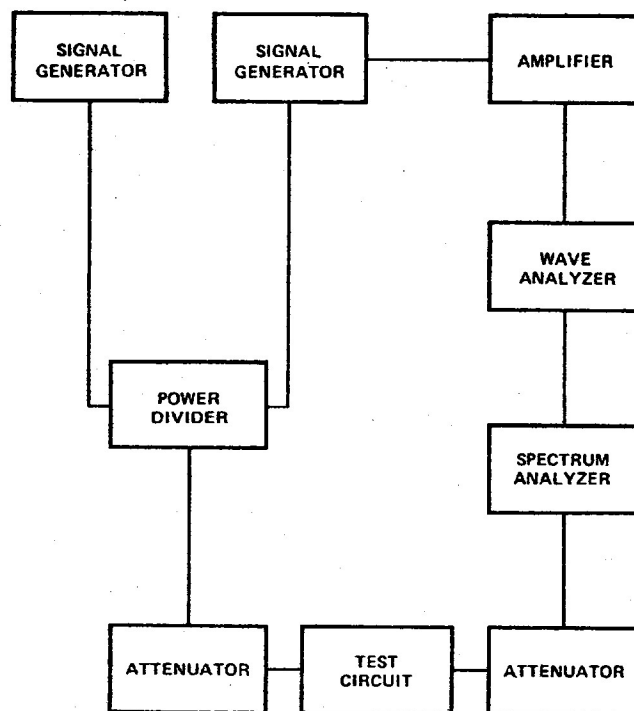 SIGNAL
GENERATOR
SIGNAL
GENERATOR
AMPLIFIER
WAVE
ANALYZER
POWER
DIVIDER
SPECTRUM
ANALYZER
ATTENUATOR
TEST
CIRCUIT
ATTENUATOR